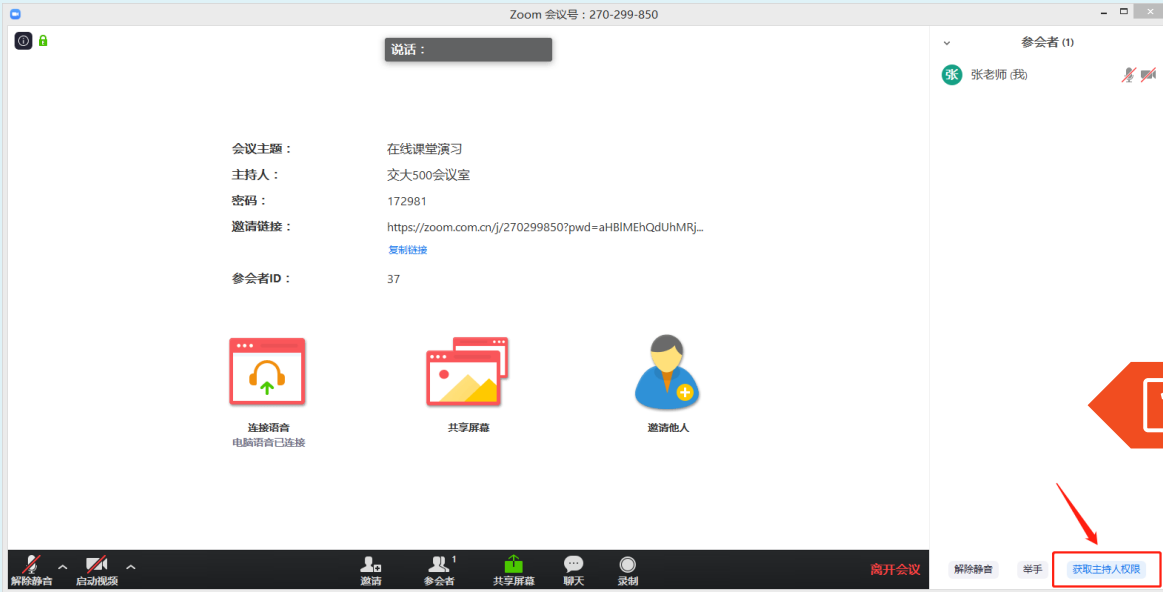 Zoom 会议号：270-299-850
说话：
参会者 (1)
张 张老师 (我)
会议主题： 在线课堂演习
主持人： 交大500会议室
密码： 172981
邀请链接： https://zoom.com.cn/j/270299850?pwd=aHBlMEhQdUhMRj...
复制链接
参会者ID： 37
连接语音 共享屏幕 邀请他人
电脑语音已连接
1
解除静音 启动视频 邀请 参会者 共享屏幕 聊天 录制 离开会议
解除静音 举手 获取主持人权限